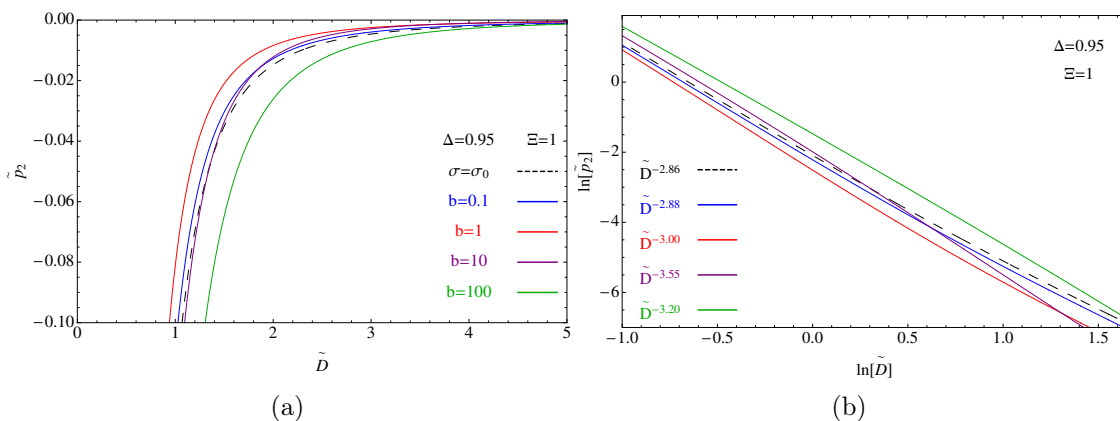 0.00
−0.02
−0.04
−0.06
−0.08
−0.10
p̃₂
Δ=0.95 Ξ=1
σ=σ₀
b=0.1
b=1
b=10
b=100
0 1 2 3 4 5
D̃
(a)
0
−2
−4
−6
ln[p̃₂]
Δ=0.95
Ξ=1
D̃⁻²·⁸⁶
D̃⁻²·⁸⁸
D̃⁻³·⁰⁰
D̃⁻³·⁵⁵
D̃⁻³·²⁰
−1.0 −0.5 0.0 0.5 1.0 1.5
ln[D̃]
(b)